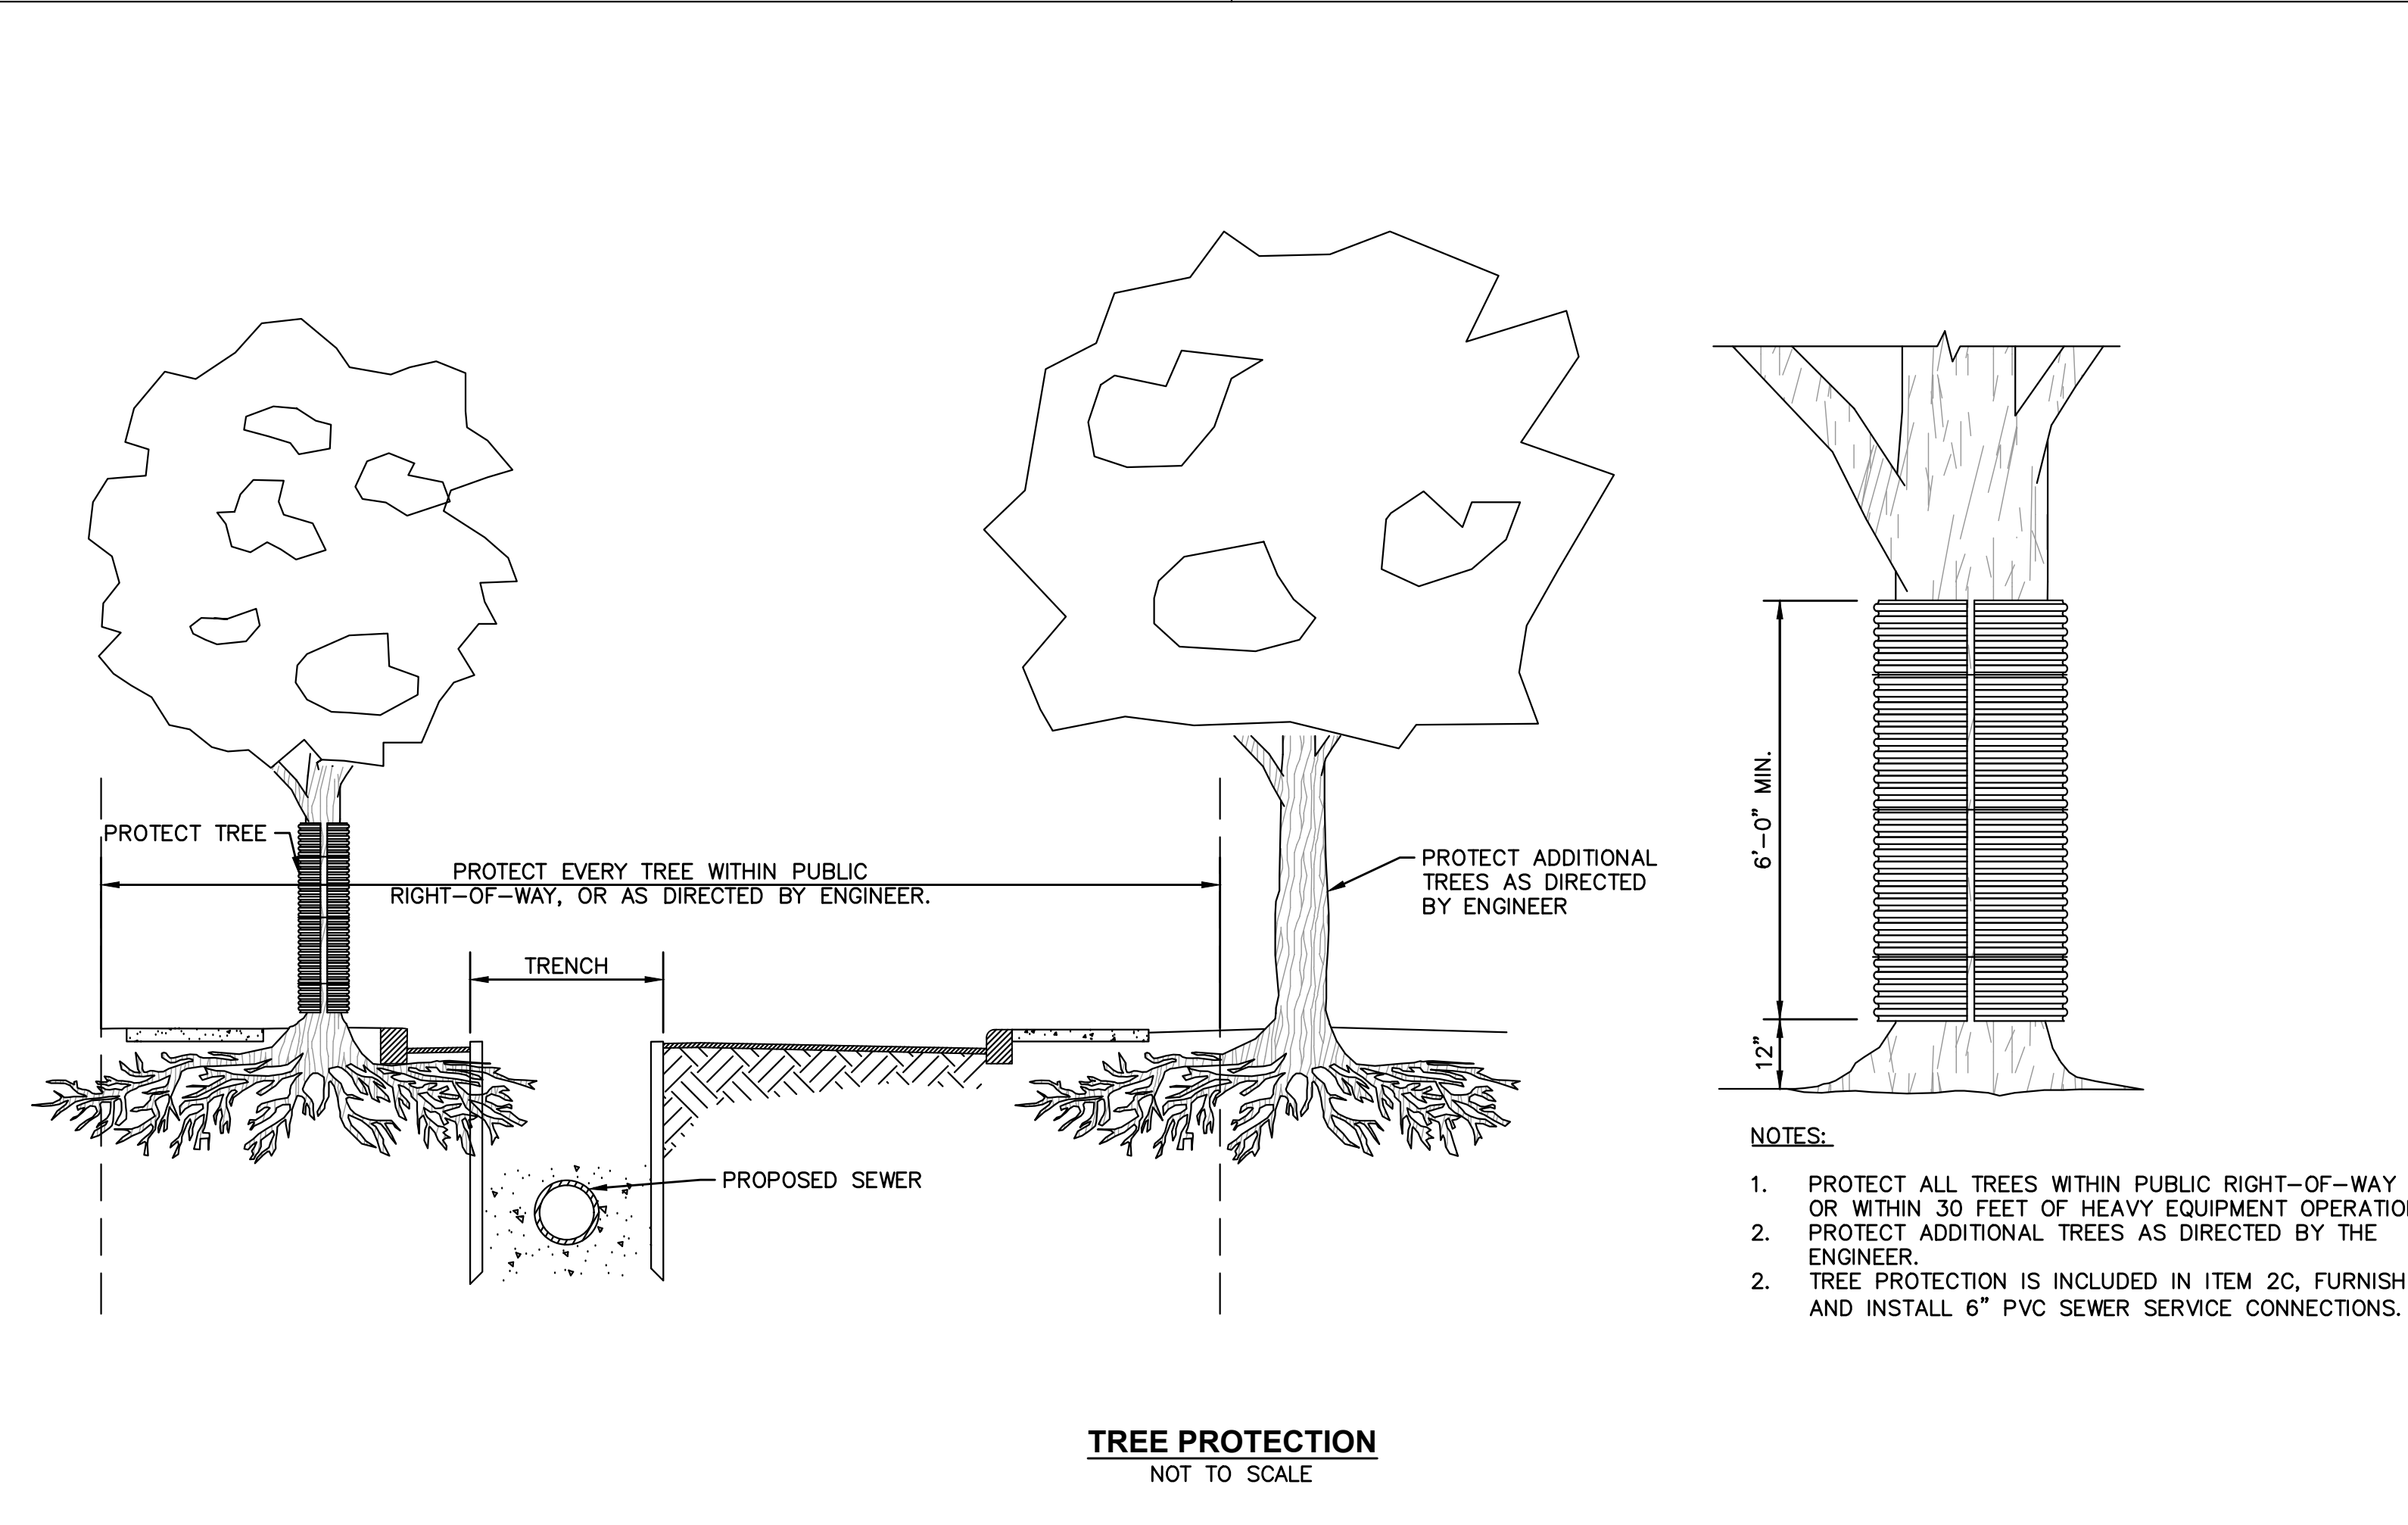 PROTECT TREE
PROTECT EVERY TREE WITHIN PUBLIC
RIGHT-OF-WAY, OR AS DIRECTED BY ENGINEER.
TRENCH
PROPOSED SEWER
PROTECT ADDITIONAL
TREES AS DIRECTED
BY ENGINEER
6'-0" MIN.
12"
NOTES:
1. PROTECT ALL TREES WITHIN PUBLIC RIGHT-OF-WAY
OR WITHIN 30 FEET OF HEAVY EQUIPMENT
2. PROTECT ADDITIONAL TREES AS DIRECTED BY THE
ENGINEER.
2. TREE PROTECTION IS INCLUDED IN ITEM 2C, FURNISH
AND INSTALL 6" PVC SEWER SERVICE CONNECTIONS.
TREE PROTECTION
NOT TO SCALE